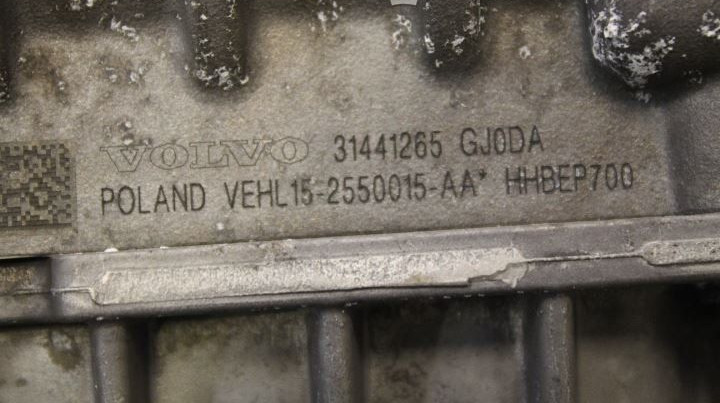 VOLVO 31441265 GJ0DA
POLAND VEHL15-2550015-AA* HHBEP700